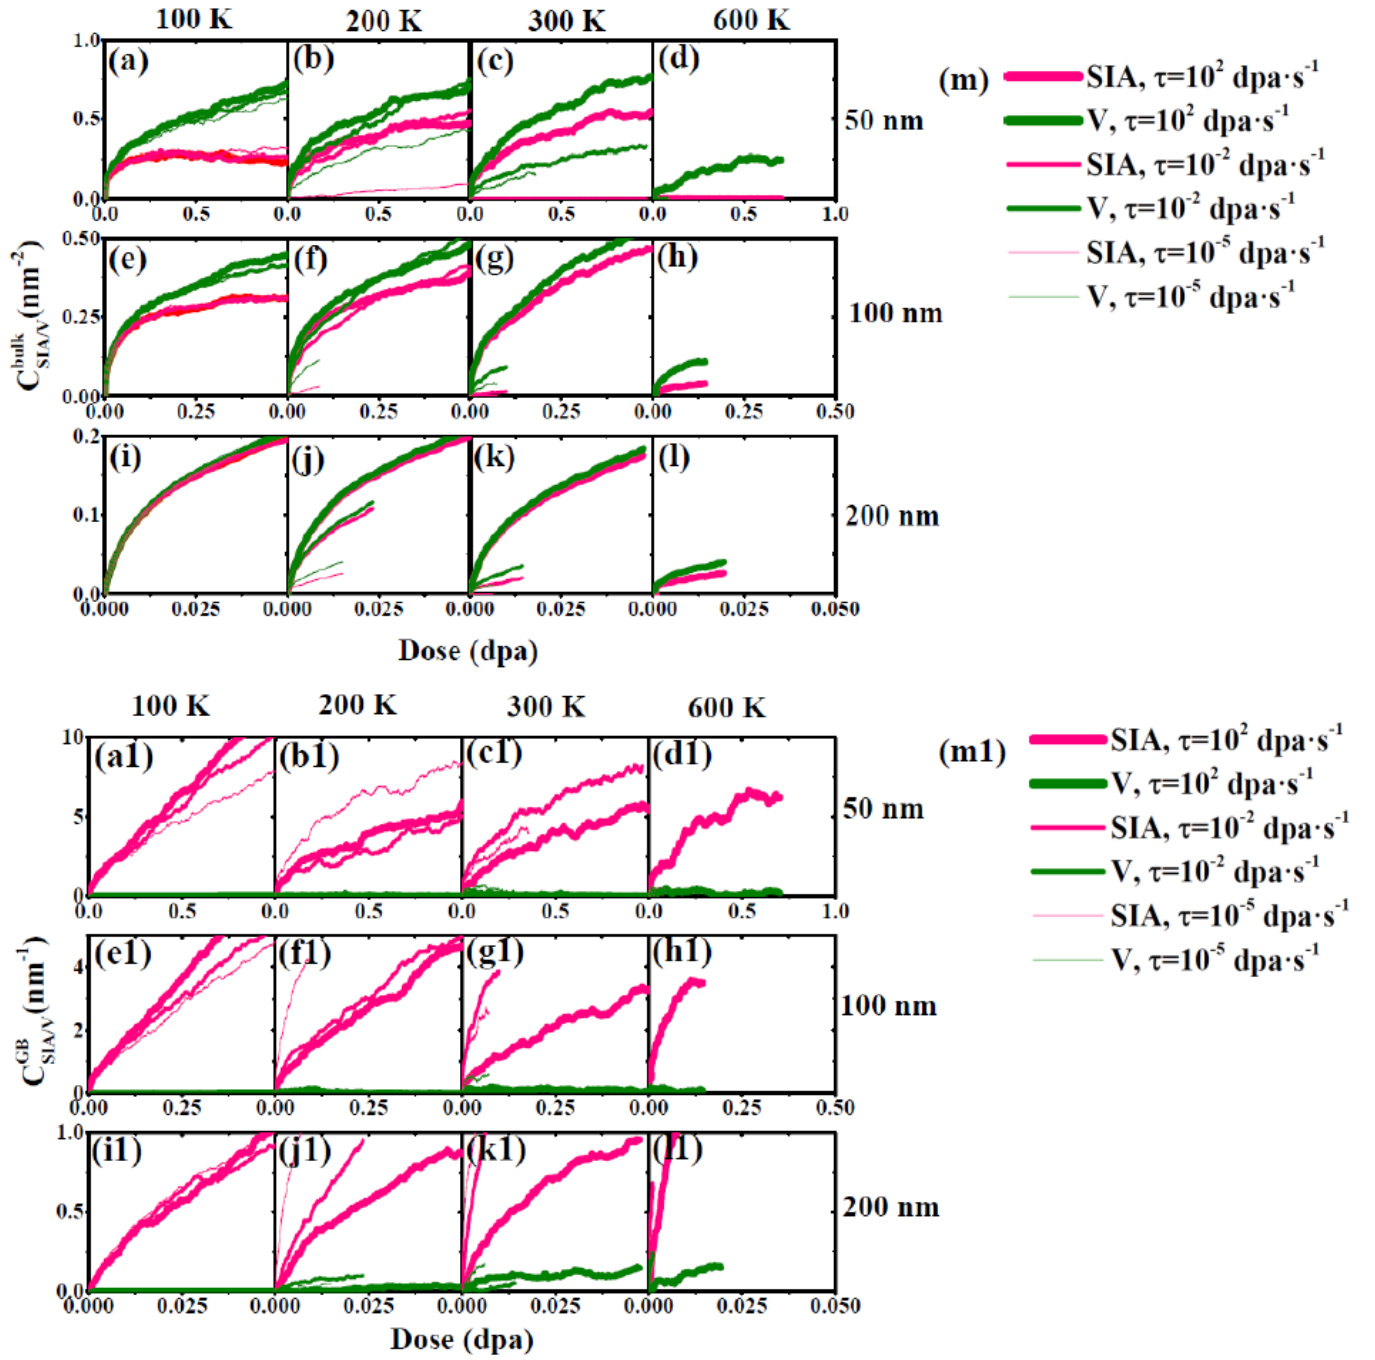 100 K 200 K 300 K 600 K
1.0 (a) (b) (c) (d) (m) SIA, τ=10² dpa·s⁻¹
0.5 50 nm V, τ=10² dpa·s⁻¹
SIA, τ=10⁻² dpa·s⁻¹
0.0
0.0 0.5 0.0 0.5 0.0 0.5 0.0 0.5 1.0
V, τ=10⁻² dpa·s⁻¹
0.50 (e) (f) (g) (h) SIA, τ=10⁻⁵ dpa·s⁻¹
V, τ=10⁻⁵ dpa·s⁻¹
0.25 100 nm
C^bulk_SIA/V (nm⁻²)
0.00
0.00 0.25 0.00 0.25 0.00 0.25 0.00 0.25 0.50
0.2 (i) (j) (k) (l)
0.1 200 nm
0.0
0.000 0.025 0.000 0.025 0.000 0.025 0.000 0.025 0.050
Dose (dpa)
100 K 200 K 300 K 600 K
10 (a1) (b1) (c1) (d1) (m1) SIA, τ=10² dpa·s⁻¹
V, τ=10² dpa·s⁻¹
5 50 nm
SIA, τ=10⁻² dpa·s⁻¹
V, τ=10⁻² dpa·s⁻¹
0
0.0 0.5 0.0 0.5 0.0 0.5 0.0 0.5 1.0
SIA, τ=10⁻⁵ dpa·s⁻¹
(e1) (f1) (g1) (h1) V, τ=10⁻⁵ dpa·s⁻¹
4
100 nm
2
C^GB_SIA/V (nm⁻¹)
0
0.00 0.25 0.00 0.25 0.00 0.25 0.00 0.25 0.50
1.0 (i1) (j1) (k1) (l1)
0.5 200 nm
0.0
0.000 0.025 0.000 0.025 0.000 0.025 0.000 0.025 0.050
Dose (dpa)